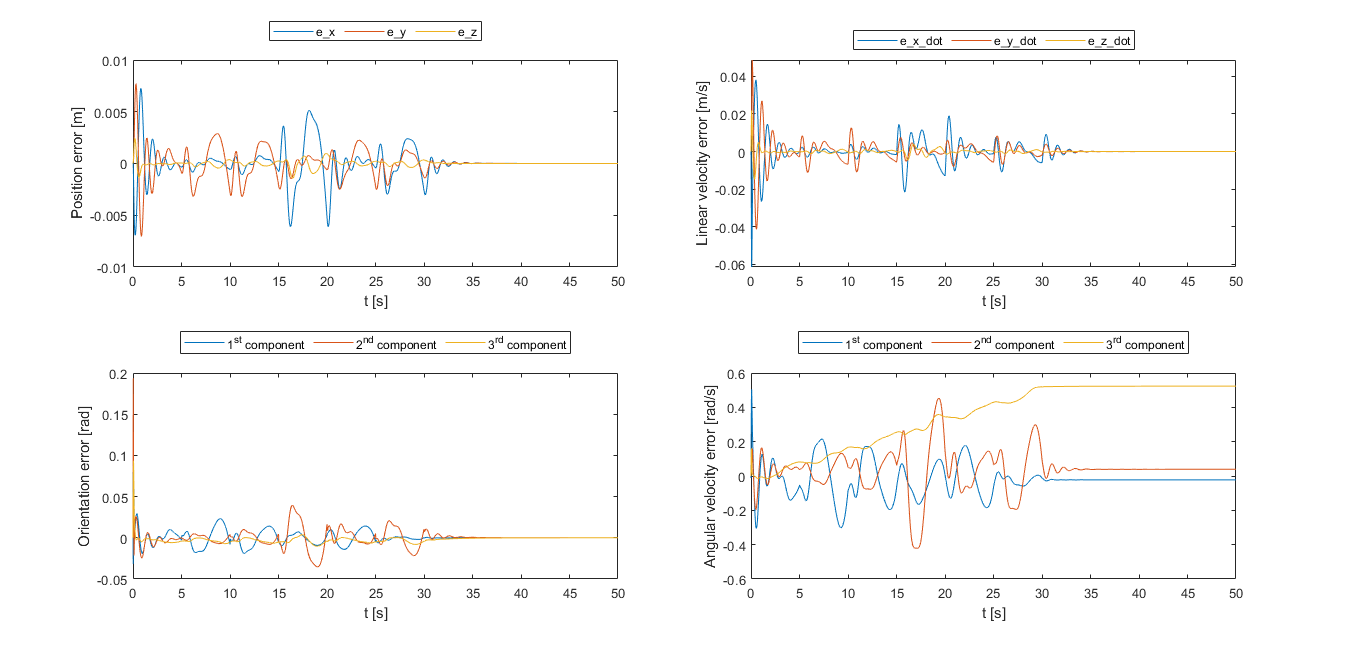 e_x e_y e_z
Position error [m]
0.01
0.005
0
-0.005
-0.01
0 5 10 15 20 25 30 35 40 45 50
t [s]
e_x_dot e_y_dot e_z_dot
Linear velocity error [m/s]
0.04
0.02
0
-0.02
-0.04
-0.06
0 5 10 15 20 25 30 35 40 45 50
t [s]
1st component 2nd component 3rd component
Orientation error [rad]
0.2
0.15
0.1
0.05
0
-0.05
0 5 10 15 20 25 30 35 40 45 50
t [s]
1st component 2nd component 3rd component
Angular velocity error [rad/s]
0.6
0.4
0.2
0
-0.2
-0.4
-0.6
0 5 10 15 20 25 30 35 40 45 50
t [s]